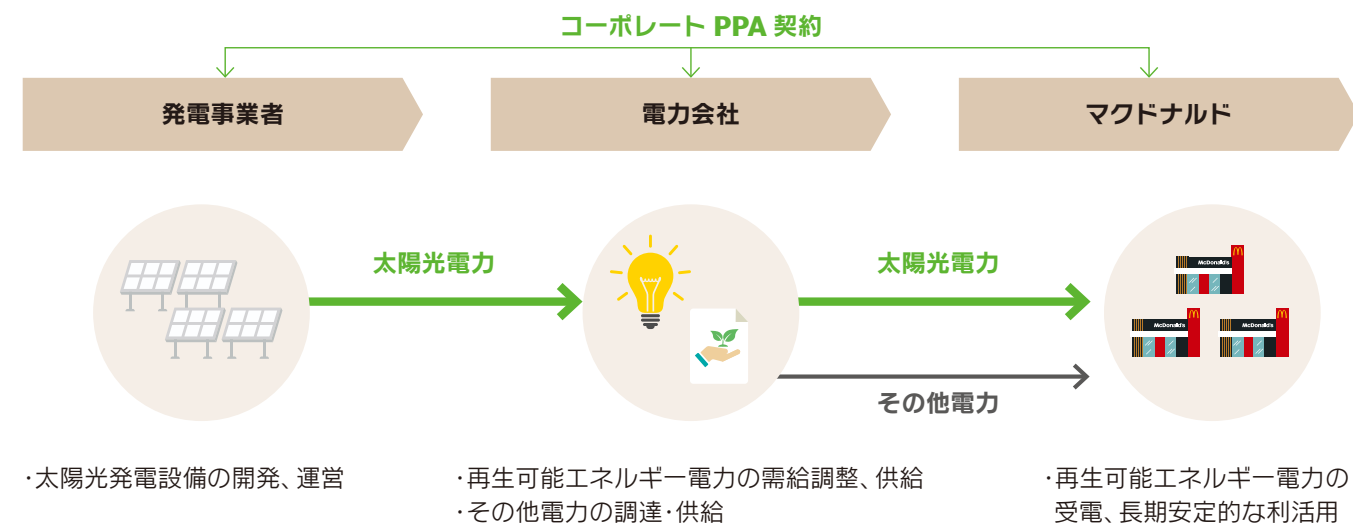 コーポレート PPA 契約
発電事業者
電力会社
マクドナルド
太陽光電力
太陽光電力
McDonald's
McDonald's
McDonald's
その他電力
・太陽光発電設備の開発、運営
・再生可能エネルギー電力の需給調整、供給
・その他電力の調達・供給
・再生可能エネルギー電力の
受電、長期安定的な利活用